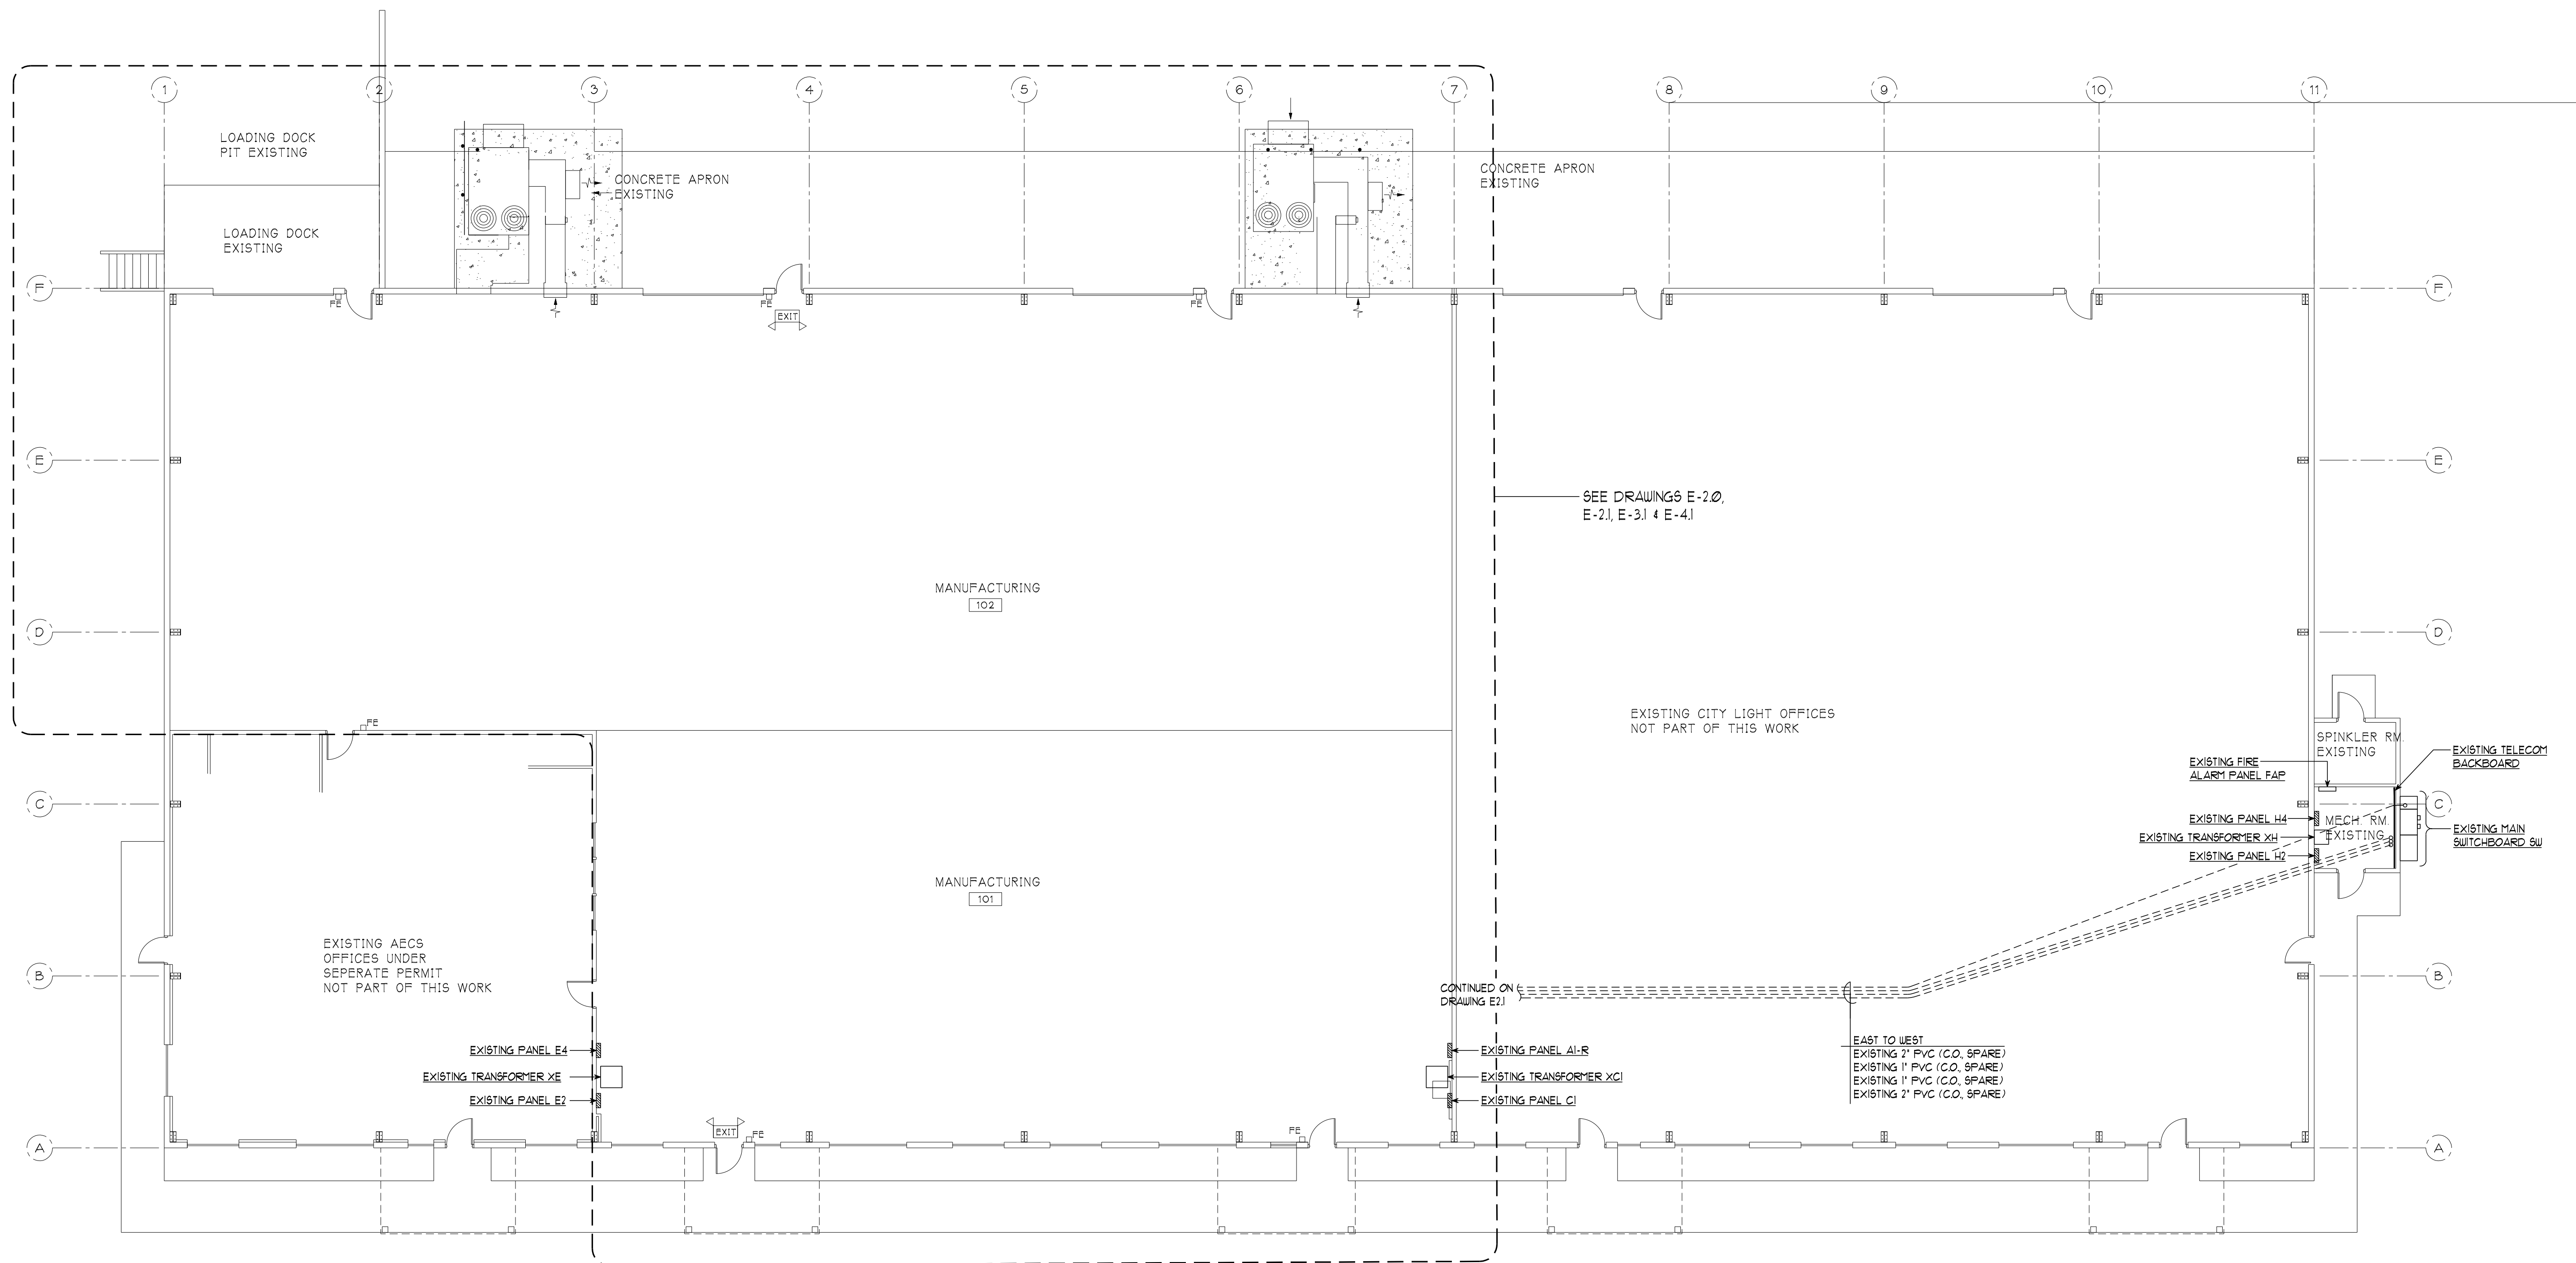 1
2
3
4
5
6
7
8
9
10
11
LOADING DOCK
PIT EXISTING
LOADING DOCK
EXISTING
CONCRETE APRON
EXISTING
CONCRETE APRON
EXISTING
F
F
FE
FE
FE
EXIT
E
E
SEE DRAWINGS E-2.0,
E-2.1, E-3.1 & E-4.1
MANUFACTURING
102
D
D
FE
EXISTING CITY LIGHT OFFICES
NOT PART OF THIS WORK
SPINKLER RM.
EXISTING
EXISTING TELECOM
BACKBOARD
EXISTING FIRE
ALARM PANEL FAP
C
C
EXISTING PANEL H4
MECH. RM.
EXISTING
EXISTING TRANSFORMER XH
EXISTING PANEL H2
EXISTING MAIN
SWITCHBOARD SW
MANUFACTURING
101
EXISTING AECS
OFFICES UNDER
SEPERATE PERMIT
NOT PART OF THIS WORK
B
B
CONTINUED ON
DRAWING E2.1
EAST TO WEST
EXISTING 2" PVC (C.O., SPARE)
EXISTING 1" PVC (C.O., SPARE)
EXISTING 1" PVC (C.O., SPARE)
EXISTING 2" PVC (C.O., SPARE)
EXISTING PANEL E4
EXISTING TRANSFORMER XE
EXISTING PANEL E2
EXISTING PANEL A1-R
EXISTING TRANSFORMER XC1
EXISTING PANEL C1
EXIT
FE
FE
A
A